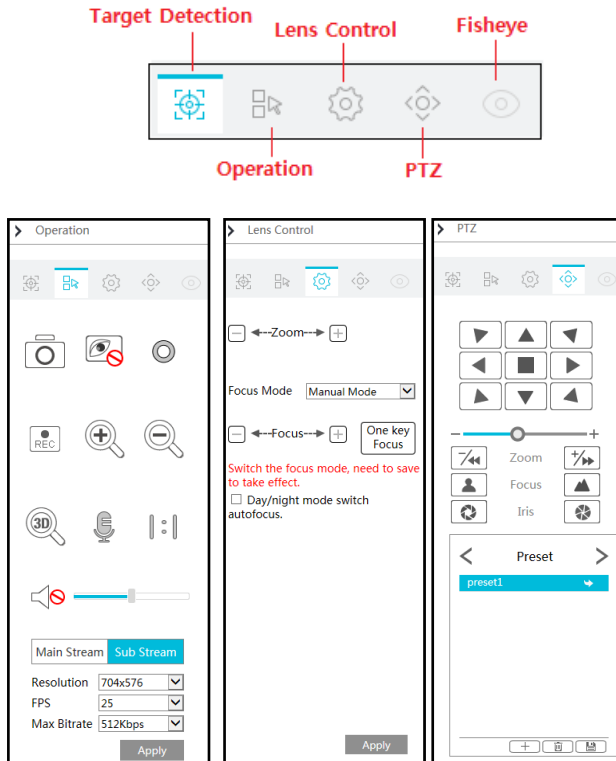 Target Detection
Lens Control
Fisheye
Operation
PTZ
Operation
REC
3D
1:1
Main Stream
Sub Stream
Resolution 704x576
FPS 25
Max Bitrate 512Kbps
Apply
Lens Control
Zoom
Focus Mode Manual Mode
Focus
One key
Focus
Switch the focus mode, need to save
to take effect.
Day/night mode switch
autofocus.
Apply
PTZ
Zoom
Focus
Iris
Preset
preset1